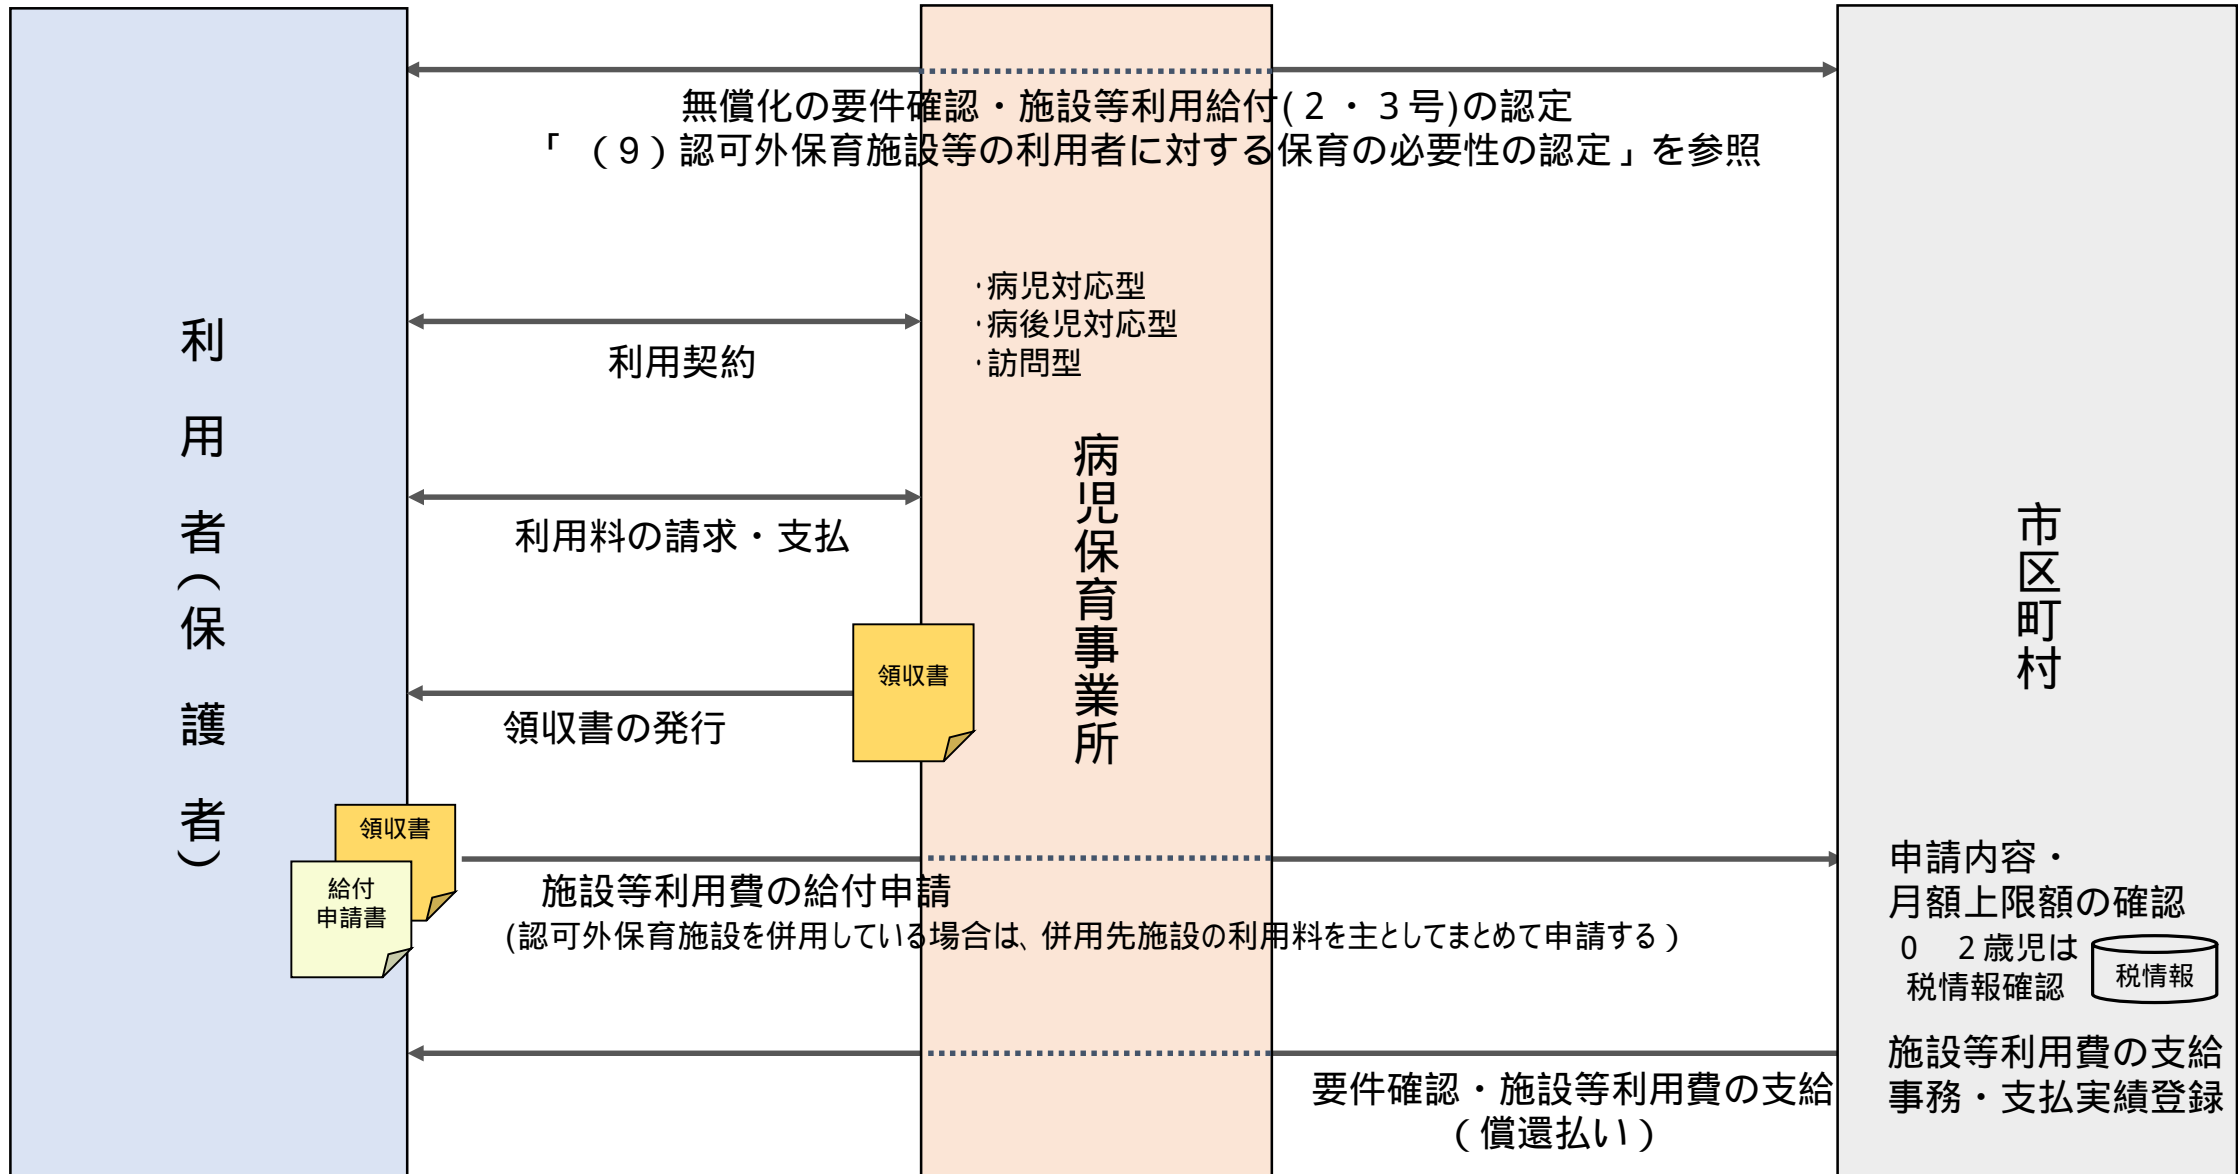 無償化の要件確認・施設等利用給付(２・３号)の認定
「（９）認可外保育施設等の利用者に対する保育の必要性の認定」を参照
利用者（保護者）
・病児対応型
・病後児対応型
・訪問型
利用契約
病児保育事業所
利用料の請求・支払
市区町村
領収書
領収書の発行
領収書
給付
申請書
施設等利用費の給付申請
(認可外保育施設を併用している場合は、併用先施設の利用料を主としてまとめて申請する）
申請内容・
月額上限額の確認
０　２歳児は
税情報確認
税情報
施設等利用費の支給
事務・支払実績登録
要件確認・施設等利用費の支給
（償還払い）